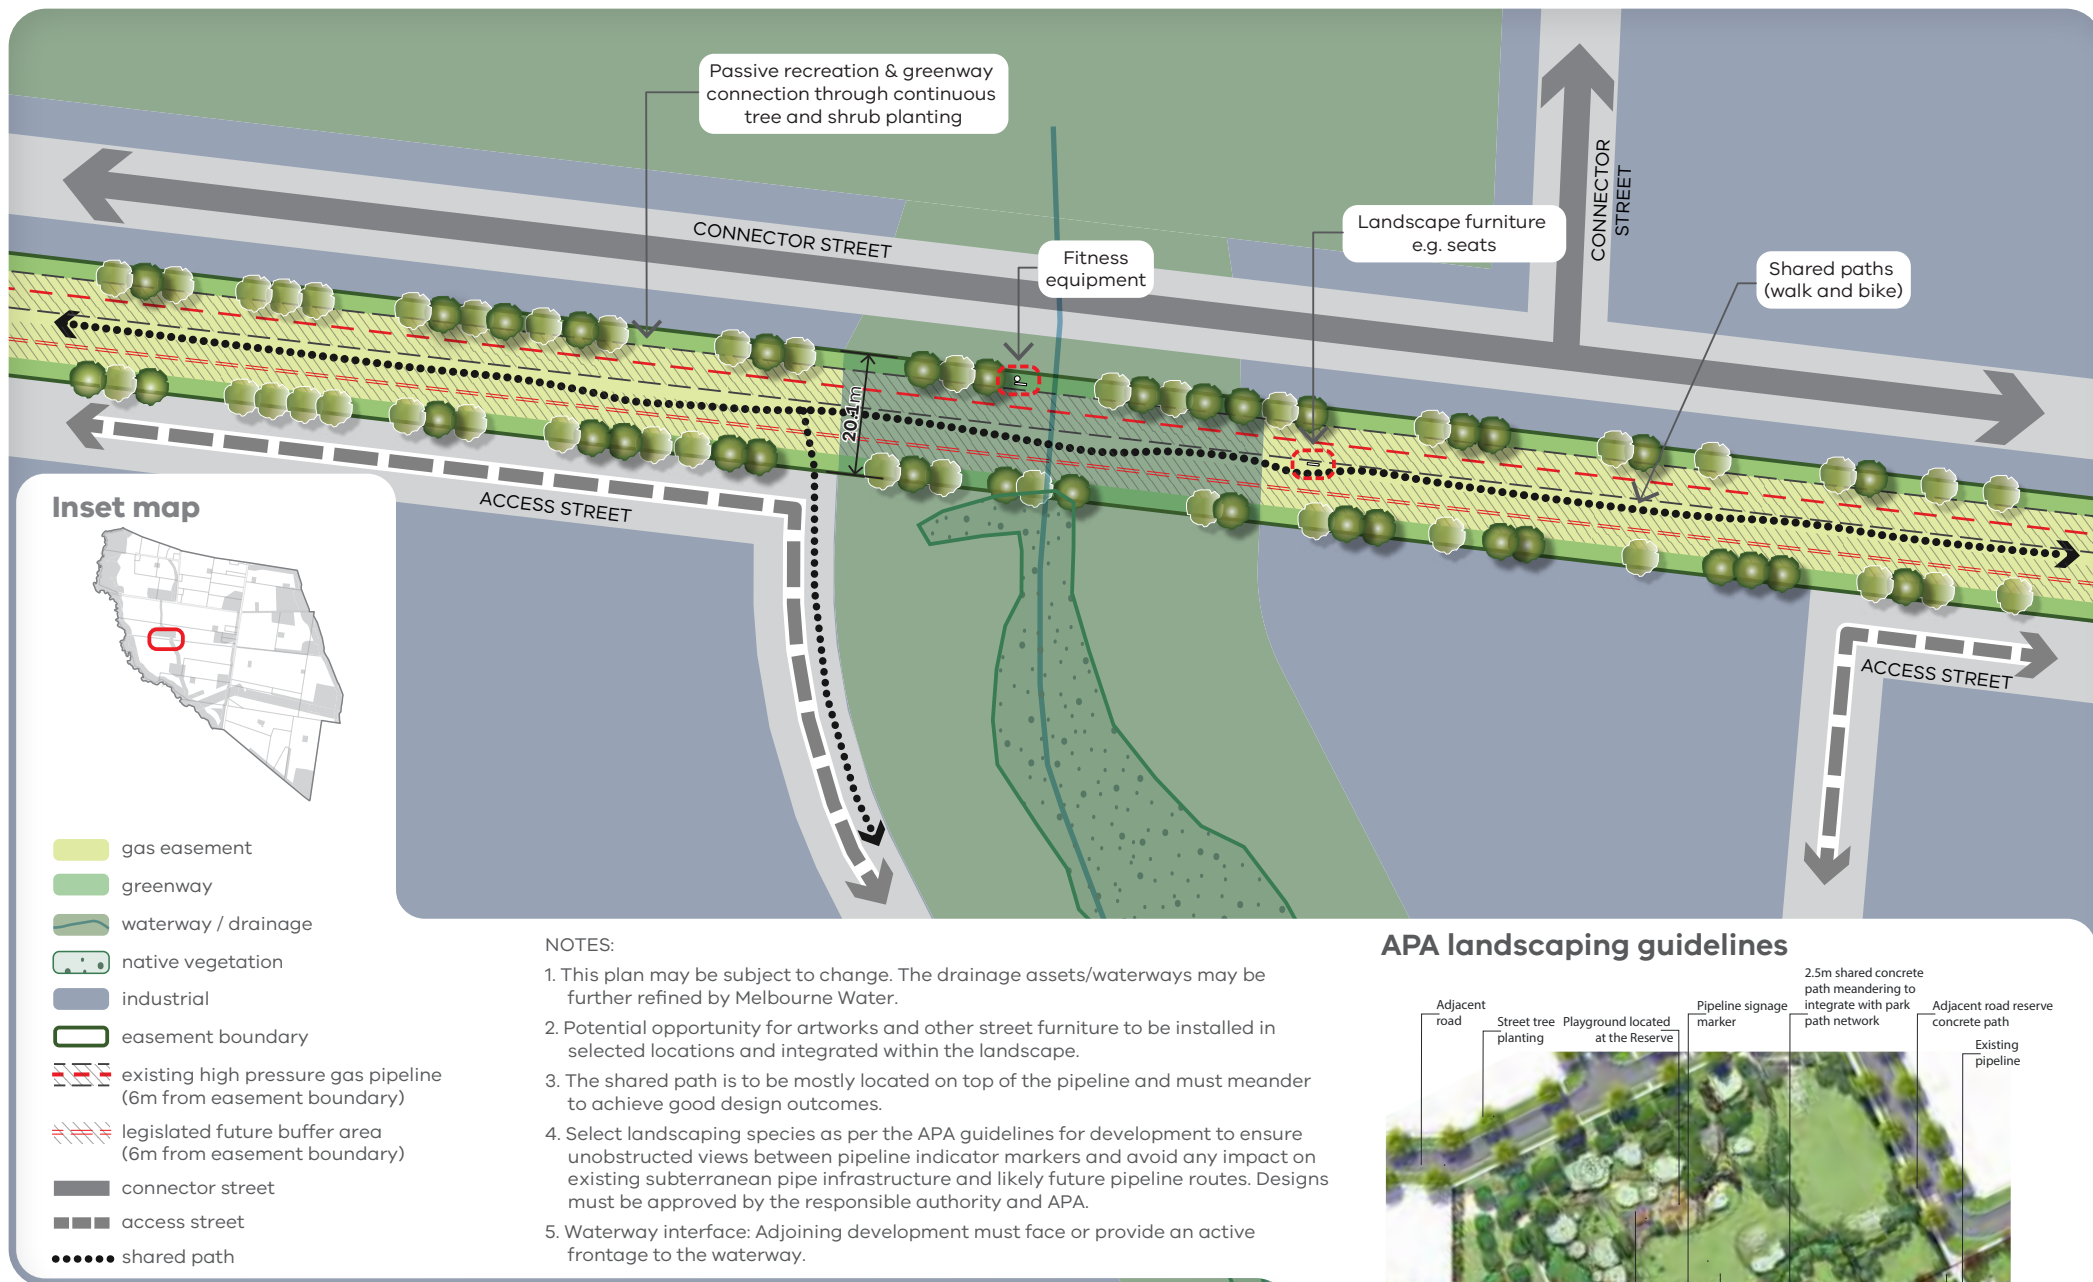 Passive recreation & greenway
connection through continuous
tree and shrub planting
CONNECTOR STREET
CONNECTOR
STREET
Landscape furniture
e.g. seats
Fitness
equipment
Shared paths
(walk and bike)
20.1m
ACCESS STREET
ACCESS STREET
Inset map
gas easement
greenway
waterway / drainage
native vegetation
industrial
easement boundary
existing high pressure gas pipeline
(6m from easement boundary)
legislated future buffer area
(6m from easement boundary)
connector street
access street
shared path
NOTES:
1. This plan may be subject to change. The drainage assets/waterways may be
further refined by Melbourne Water.
2. Potential opportunity for artworks and other street furniture to be installed in
selected locations and integrated within the landscape.
3. The shared path is to be mostly located on top of the pipeline and must meander
to achieve good design outcomes.
4. Select landscaping species as per the APA guidelines for development to ensure
unobstructed views between pipeline indicator markers and avoid any impact on
existing subterranean pipe infrastructure and likely future pipeline routes. Designs
must be approved by the responsible authority and APA.
5. Waterway interface: Adjoining development must face or provide an active
frontage to the waterway.
APA landscaping guidelines
Adjacent
road
Street tree
planting
Playground located
at the Reserve
Pipeline signage
marker
2.5m shared concrete
path meandering to
integrate with park
path network
Adjacent road reserve
concrete path
Existing
pipeline